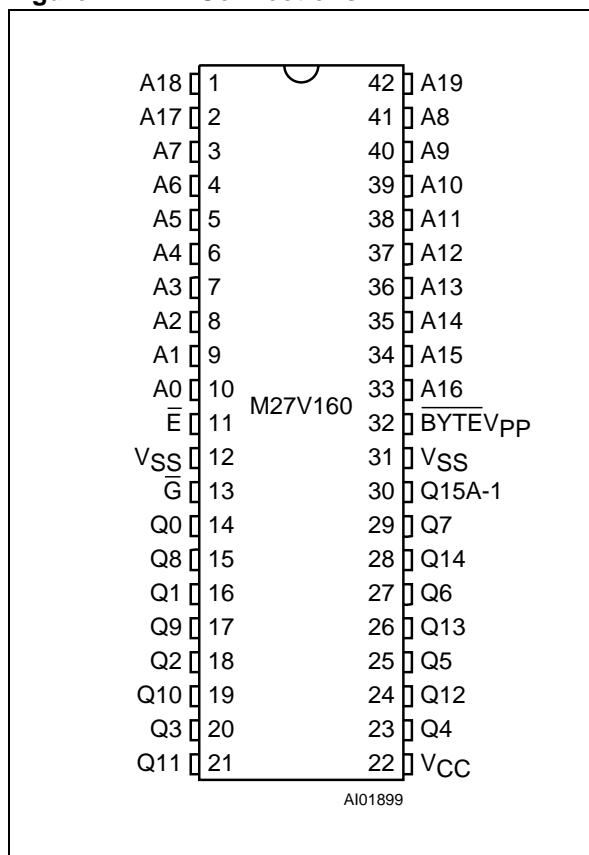 A18 1 42 A19
A17 2 41 A8
A7 3 40 A9
A6 4 39 A10
A5 5 38 A11
A4 6 37 A12
A3 7 36 A13
A2 8 35 A14
A1 9 34 A15
A0 10 33 A16
M27V160
E̅ 11 32 B̅Y̅T̅E̅VPP
VSS 12 31 VSS
G̅ 13 30 Q15A-1
Q0 14 29 Q7
Q8 15 28 Q14
Q1 16 27 Q6
Q9 17 26 Q13
Q2 18 25 Q5
Q10 19 24 Q12
Q3 20 23 Q4
Q11 21 22 VCC
AI01899